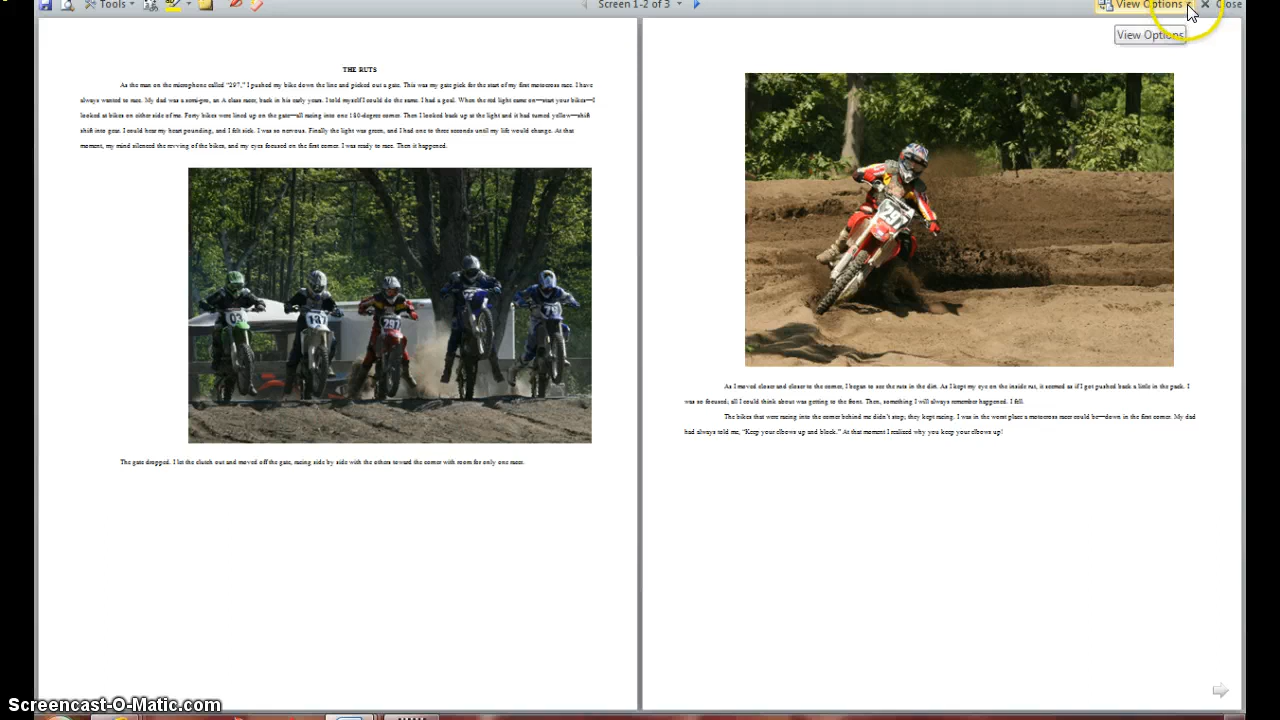 Tools
Screen 1-2 of 3
View Options
Close
View Options
THE RUTS
As the man on the microphone called "297," I pushed my bike down the line and picked out a gate. This was my gate pick for the start of my first motocross race. I have
always wanted to race. My dad was a semi-pro, an A class racer, back in his early years. I told myself I could do the same. I had a goal. When the red light came on—start your bikes—I
looked at bikes on either side of me. Forty bikes were lined up on the gate—all racing into one 180-degree corner. Then I looked back up at the light and it had turned yellow—shift
shift into gear. I could hear my heart pounding, and I felt sick. I was so nervous. Finally the light was green, and I had one to three seconds until my life would change. At that
moment, my mind silenced the revving of the bikes, and my eyes focused on the first corner. I was ready to race. Then it happened.
03
197
297
79
The gate dropped. I let the clutch out and moved off the gate, racing side by side with the others toward the corner with room for only one racer.
297
As I moved closer and closer to the corner, I began to see the ruts in the dirt. As I kept my eye on the inside rut, it seemed as if I got pushed back a little in the pack. I
was so focused; all I could think about was getting to the front. Then, something I will always remember happened. I fell.
The bikes that were racing into the corner behind me didn't stop; they kept racing. I was in the worst place a motocross racer could be—down in the first corner. My dad
had always told me, "Keep your elbows up and block." At that moment I realized why you keep your elbows up!
Screencast-O-Matic.com